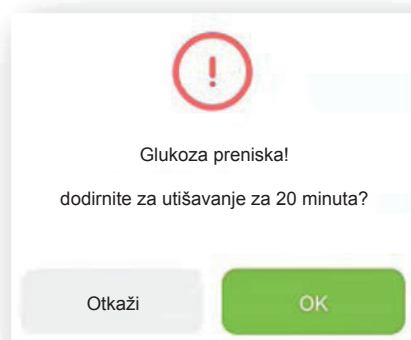 !
Glukoza preniska!
dodirnite za utišavanje za 20 minuta?
Otkaži
OK